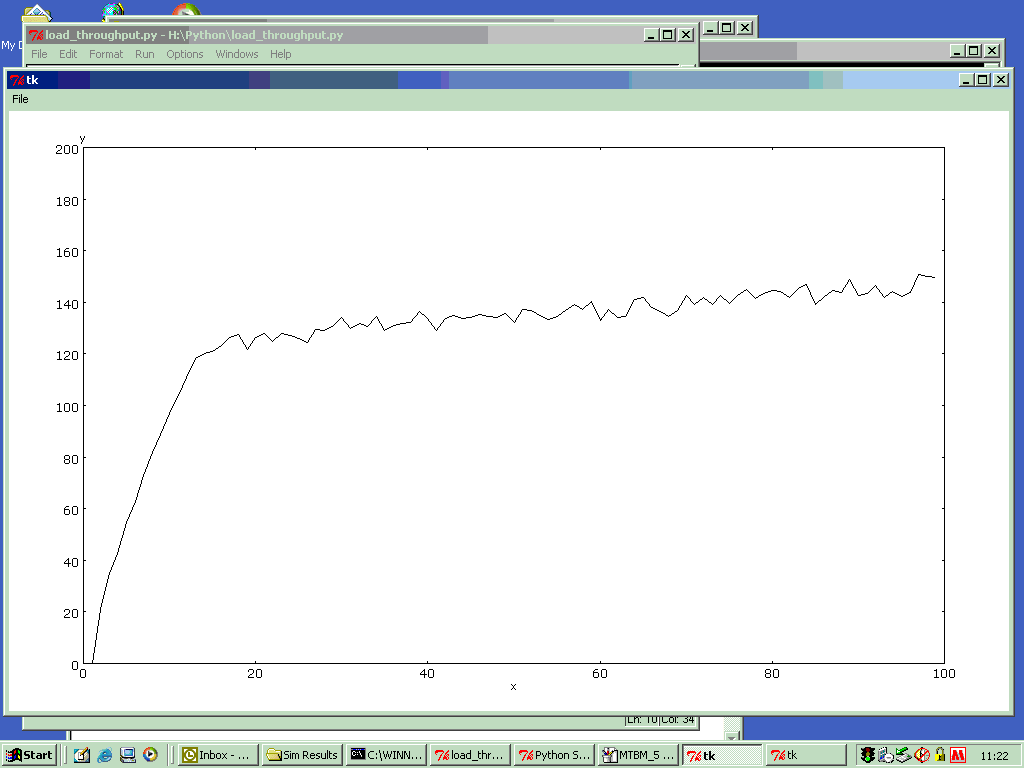 My D
load_throughput.py - H:\Python\load_throughput.py
File Edit Format Run Options Windows Help
tk
File
y
200
180
160
140
120
100
80
60
40
20
0
0 20 40 60 80 100
x
Ln: 10 Col: 34
Start Inbox - ... Sim Results C:\WINN... load_thr... Python S... MTBM_S ... tk tk 11:22